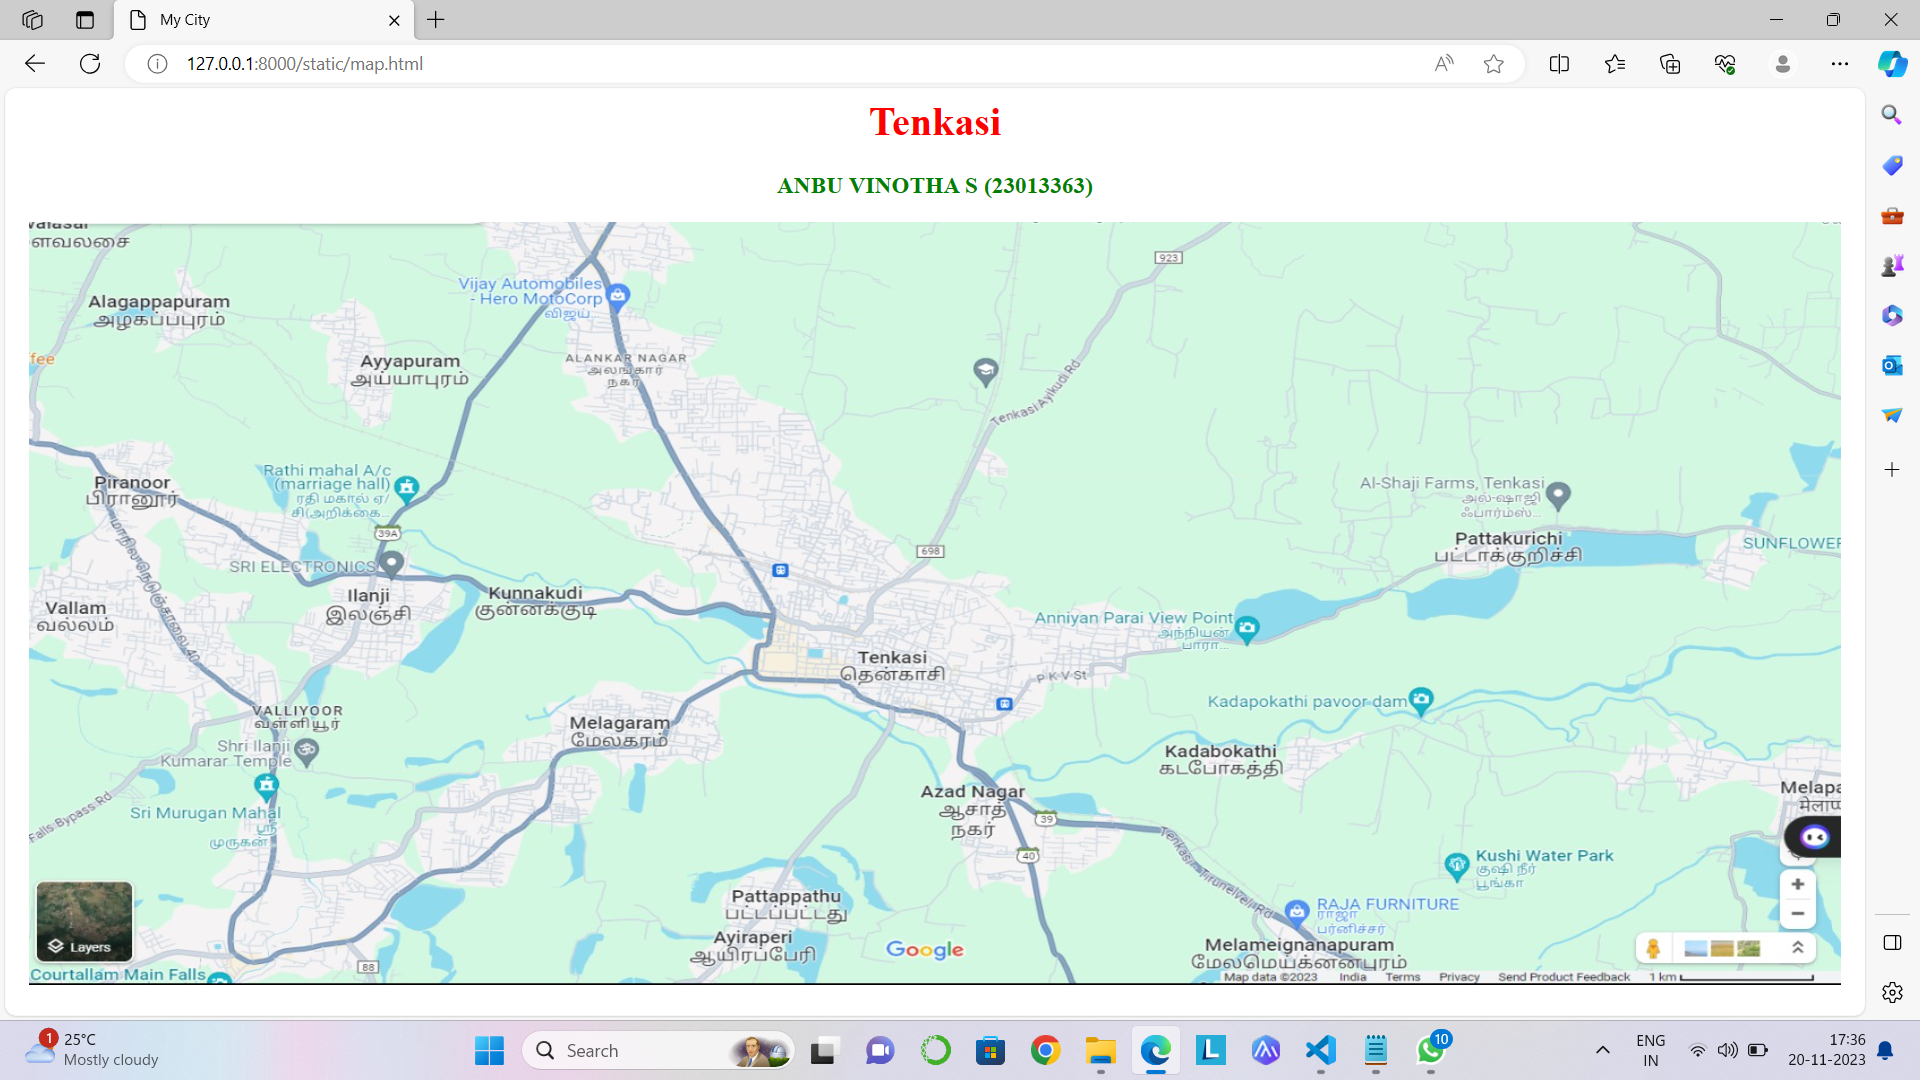 My City
127.0.0.1:8000/static/map.html
Tenkasi
ANBU VINOTHA S (23013363)
ளவலசை
923
Alagappapuram
அழகப்பபுரம்
Vijay Automobiles
- Hero MotoCorp
விஜய்...
fee
Ayyapuram
அய்யாபுரம்
ALANKAR NAGAR
அலங்கார்
நகர்
Tenkasi Ayikudi Rd
Rathi mahal A/c
(marriage hall)
ரதி மகால் ஏ/
சி(அறிக்கை...
Piranoor
பிரானூர்
மாநில நெடுஞ்சாலை 40
39A
Al-Shaji Farms, Tenkasi
அல்-ஷாஜி
ஃபார்ம்ஸ்...
Pattakurichi
பட்டாக்குறிச்சி
SUNFLOWER
698
SRI ELECTRONICS
Ilanji
இலஞ்சி
Kunnakudi
குன்னக்குடி
Vallam
வல்லம்
Anniyan Parai View Point
அந்நியன்
பாரா...
Tenkasi
தென்காசி
P K V St
Kadapokathi pavoor dam
VALLIYOOR
வள்ளியூர்
Melagaram
மேலகரம்
Shri Ilanji
Kumarar Temple
Kadabokathi
கடபோகத்தி
Falls Bypass Rd
Sri Murugan Mahal
ஸ்ரீ
முருகன்
Azad Nagar
ஆசாத்
நகர்
39
40
Melapa
Tenkasi - Tirunelveli Rd
Kushi Water Park
குஷி நீர்
பூங்கா
Pattappathu
பட்டப்பட்டது
RAJA FURNITURE
ராஜா
பர்னிச்சர்
Ayiraperi
ஆயிரப்பேரி
Google
Melameignanapuram
மேலமெய்க்ஞானபுரம்
Layers
88
Courtallam Main Falls
Map data ©2023 India Terms Privacy Send Product Feedback 1 km
1
25°C
Mostly cloudy
Search
10
ENG
IN
17:36
20-11-2023